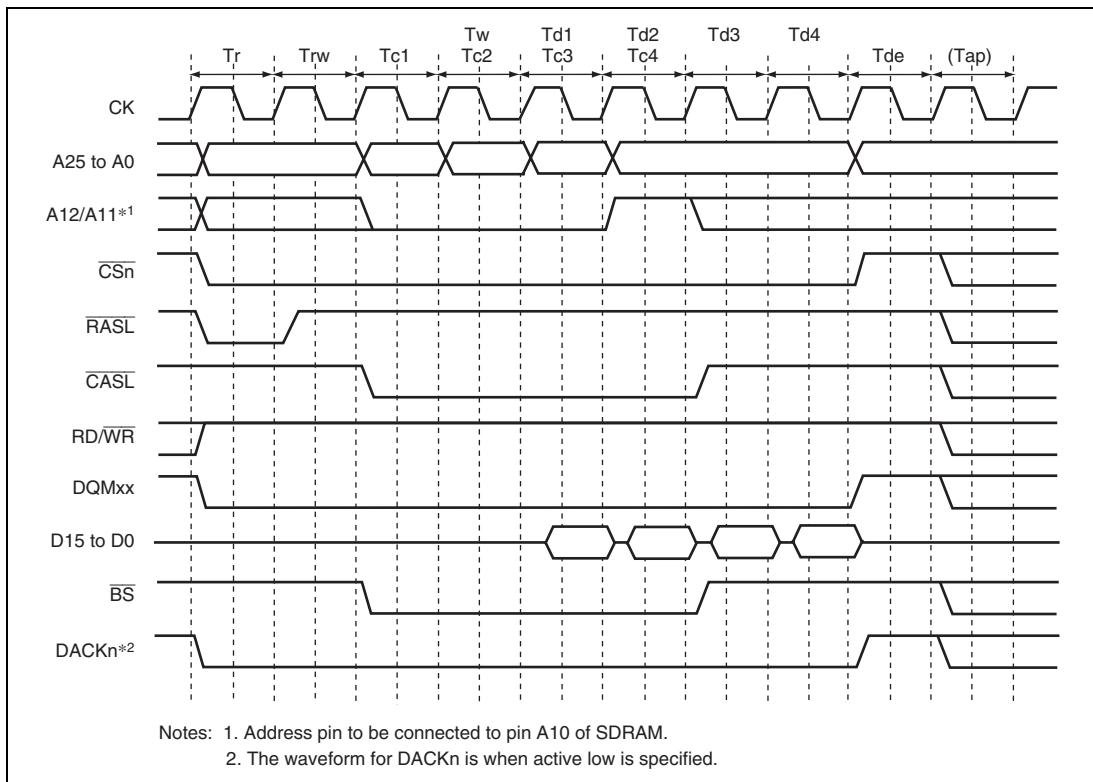 Tw Td1 Td2 Td3 Td4
Tr Trw Tc1 Tc2 Tc3 Tc4 Tde (Tap)
CK
A25 to A0
A12/A11*1
CSn
RASL
CASL
RD/WR
DQMxx
D15 to D0
BS
DACKn*2
Notes: 1. Address pin to be connected to pin A10 of SDRAM.
2. The waveform for DACKn is when active low is specified.